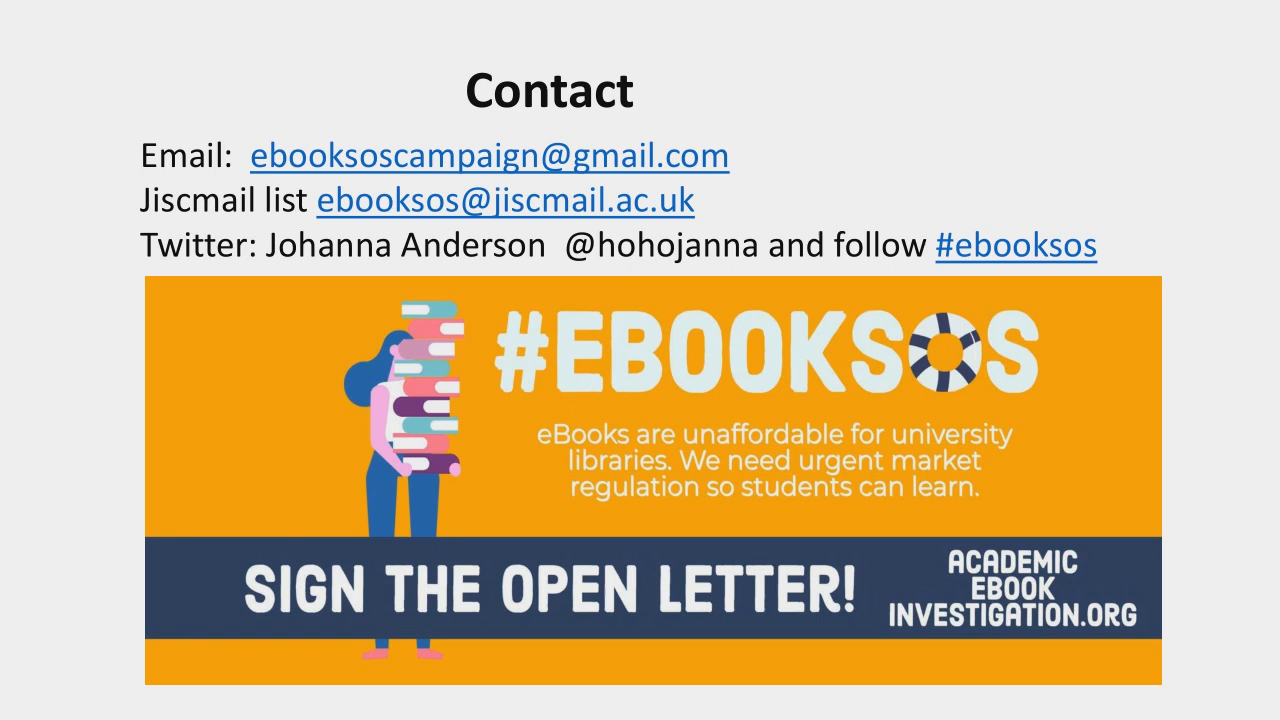 Contact
Email:  ebooksoscampaign@gmail.com
Jiscmail list ebooksos@jiscmail.ac.uk
Twitter: Johanna Anderson  @hohojanna and follow #ebooksos
#EBOOKSOS
eBooks are unaffordable for university
libraries. We need urgent market
regulation so students can learn.
SIGN THE OPEN LETTER!
ACADEMIC
EBOOK
INVESTIGATION.ORG